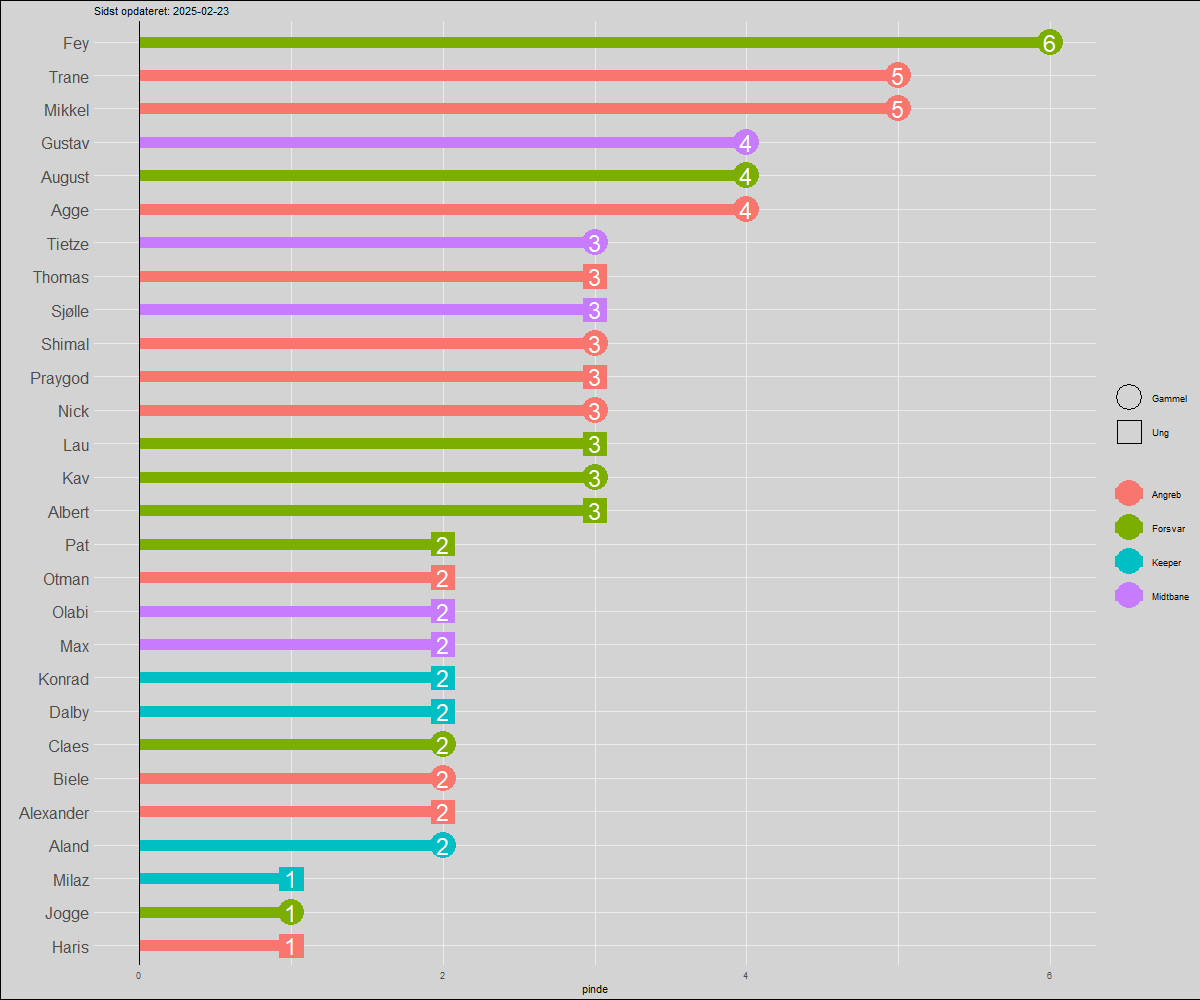 Sidst opdateret: 2025-02-23
Fey 6
Trane 5
Mikkel 5
Gustav 4
August 4
Agge 4
Tietze 3
Thomas 3
Sjølle 3
Shimal 3
Praygod 3
Nick 3
Lau 3
Kav 3
Albert 3
Pat 2
Otman 2
Olabi 2
Max 2
Konrad 2
Dalby 2
Claes 2
Biele 2
Alexander 2
Aland 2
Milaz 1
Jogge 1
Haris 1
0 2 4 6
pinde
Gammel
Ung
Angreb
Forsvar
Keeper
Midtbane